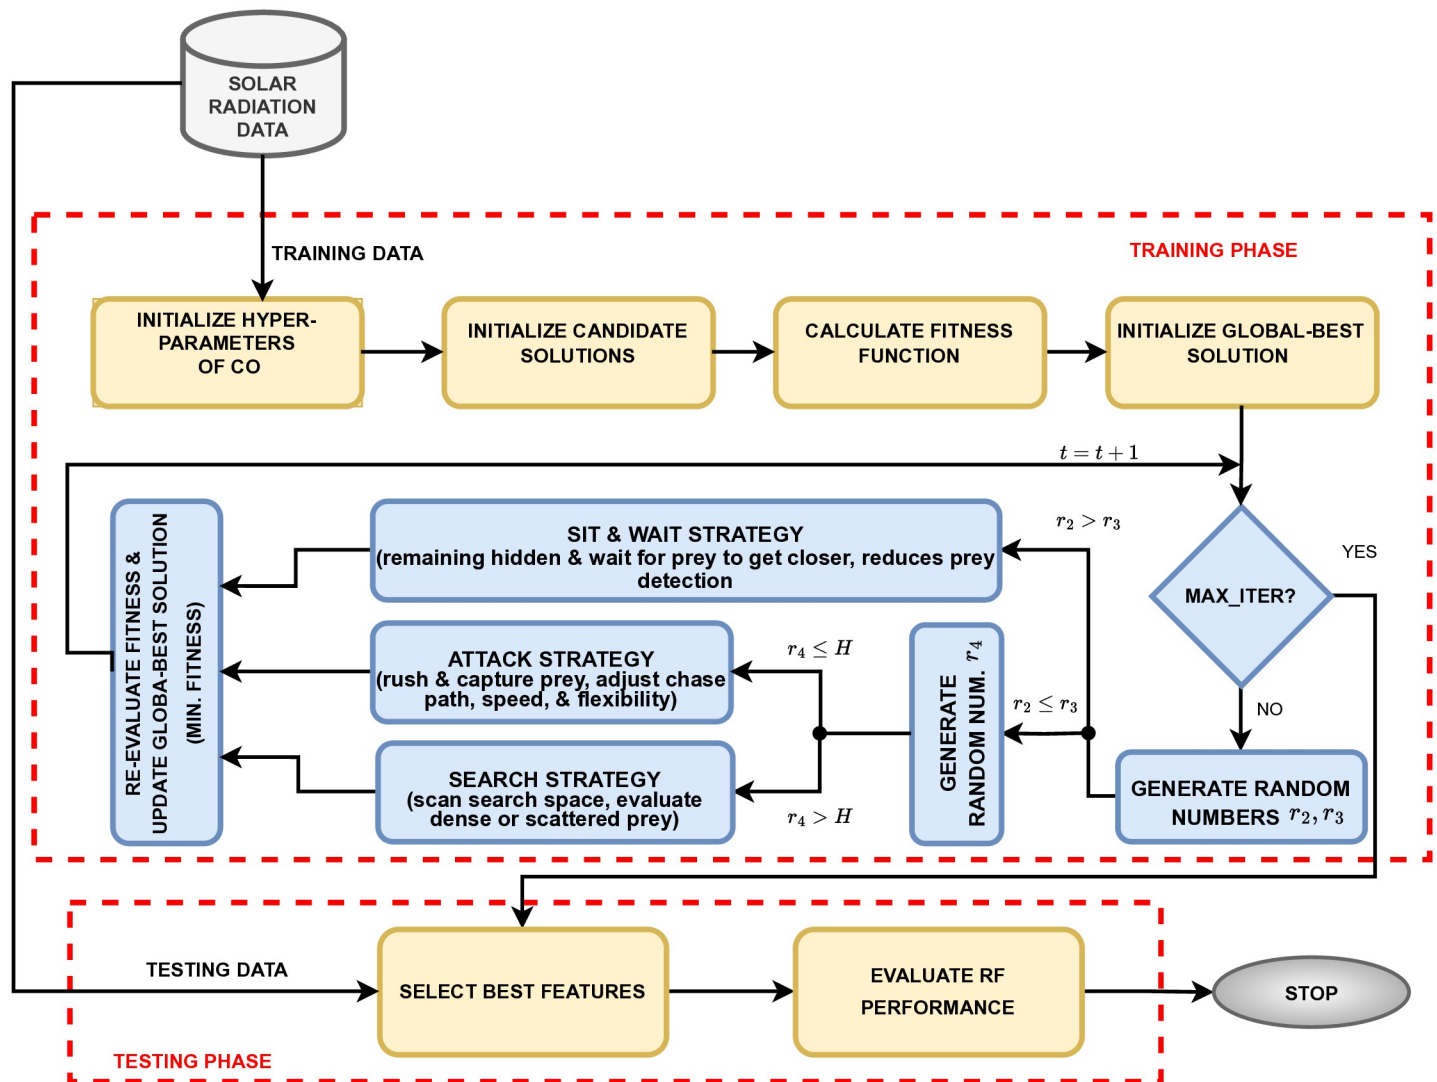 SOLAR
RADIATION
DATA
TRAINING DATA
TRAINING PHASE
INITIALIZE HYPER-
PARAMETERS
OF CO
INITIALIZE CANDIDATE
SOLUTIONS
CALCULATE FITNESS
FUNCTION
INITIALIZE GLOBAL-BEST
SOLUTION
t = t + 1
RE-EVALUATE FITNESS &
UPDATE GLOBA-BEST SOLUTION
(MIN. FITNESS)
SIT & WAIT STRATEGY
(remaining hidden & wait for prey to get closer, reduces prey
detection
r₂ > r₃
YES
MAX_ITER?
ATTACK STRATEGY
(rush & capture prey, adjust chase
path, speed, & flexibility)
r₄ ≤ H
GENERATE
RANDOM NUM. r₄
r₂ ≤ r₃
NO
SEARCH STRATEGY
(scan search space, evaluate
dense or scattered prey)
r₄ > H
GENERATE RANDOM
NUMBERS r₂, r₃
TESTING DATA
SELECT BEST FEATURES
EVALUATE RF
PERFORMANCE
STOP
TESTING PHASE